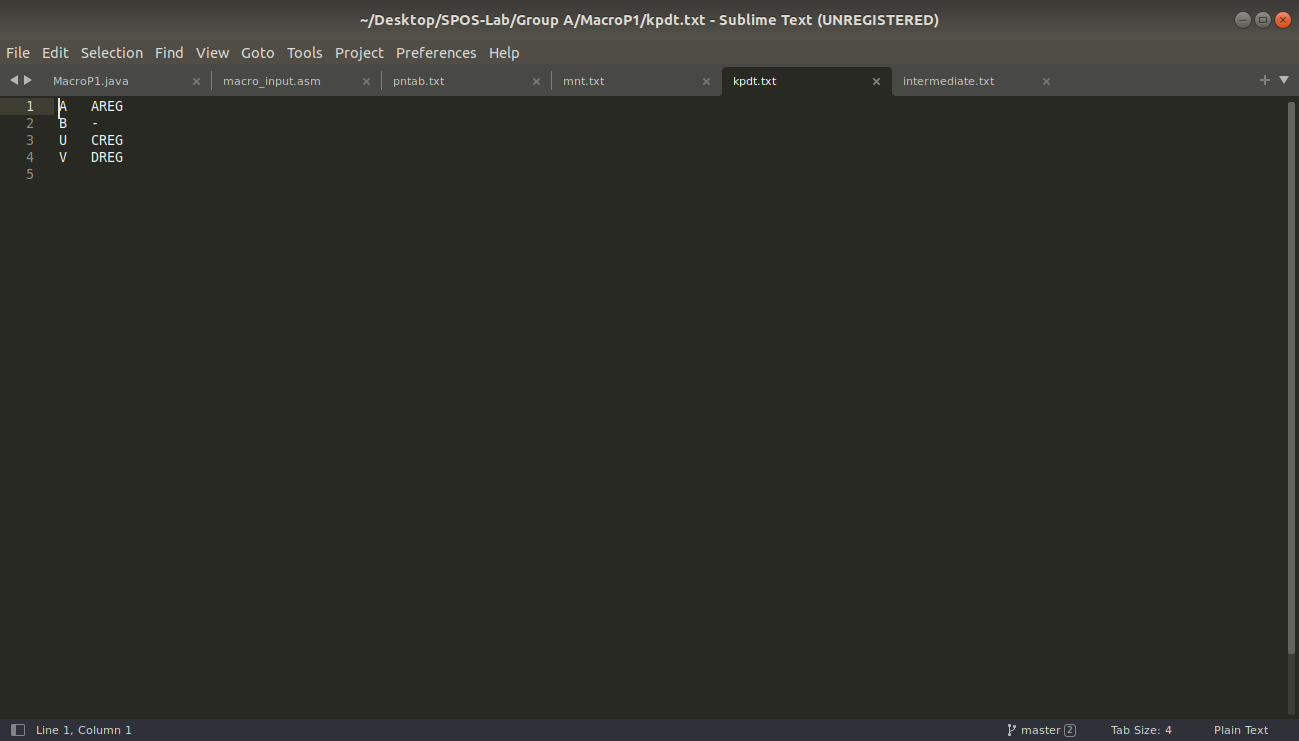 ~/Desktop/SPOS-Lab/Group A/MacroP1/kpdt.txt - Sublime Text (UNREGISTERED)
File Edit Selection Find View Goto Tools Project Preferences Help
MacroP1.java macro_input.asm pntab.txt mnt.txt kpdt.txt intermediate.txt
1 A AREG
2 B -
3 U CREG
4 V DREG
5
Line 1, Column 1 master 2 Tab Size: 4 Plain Text